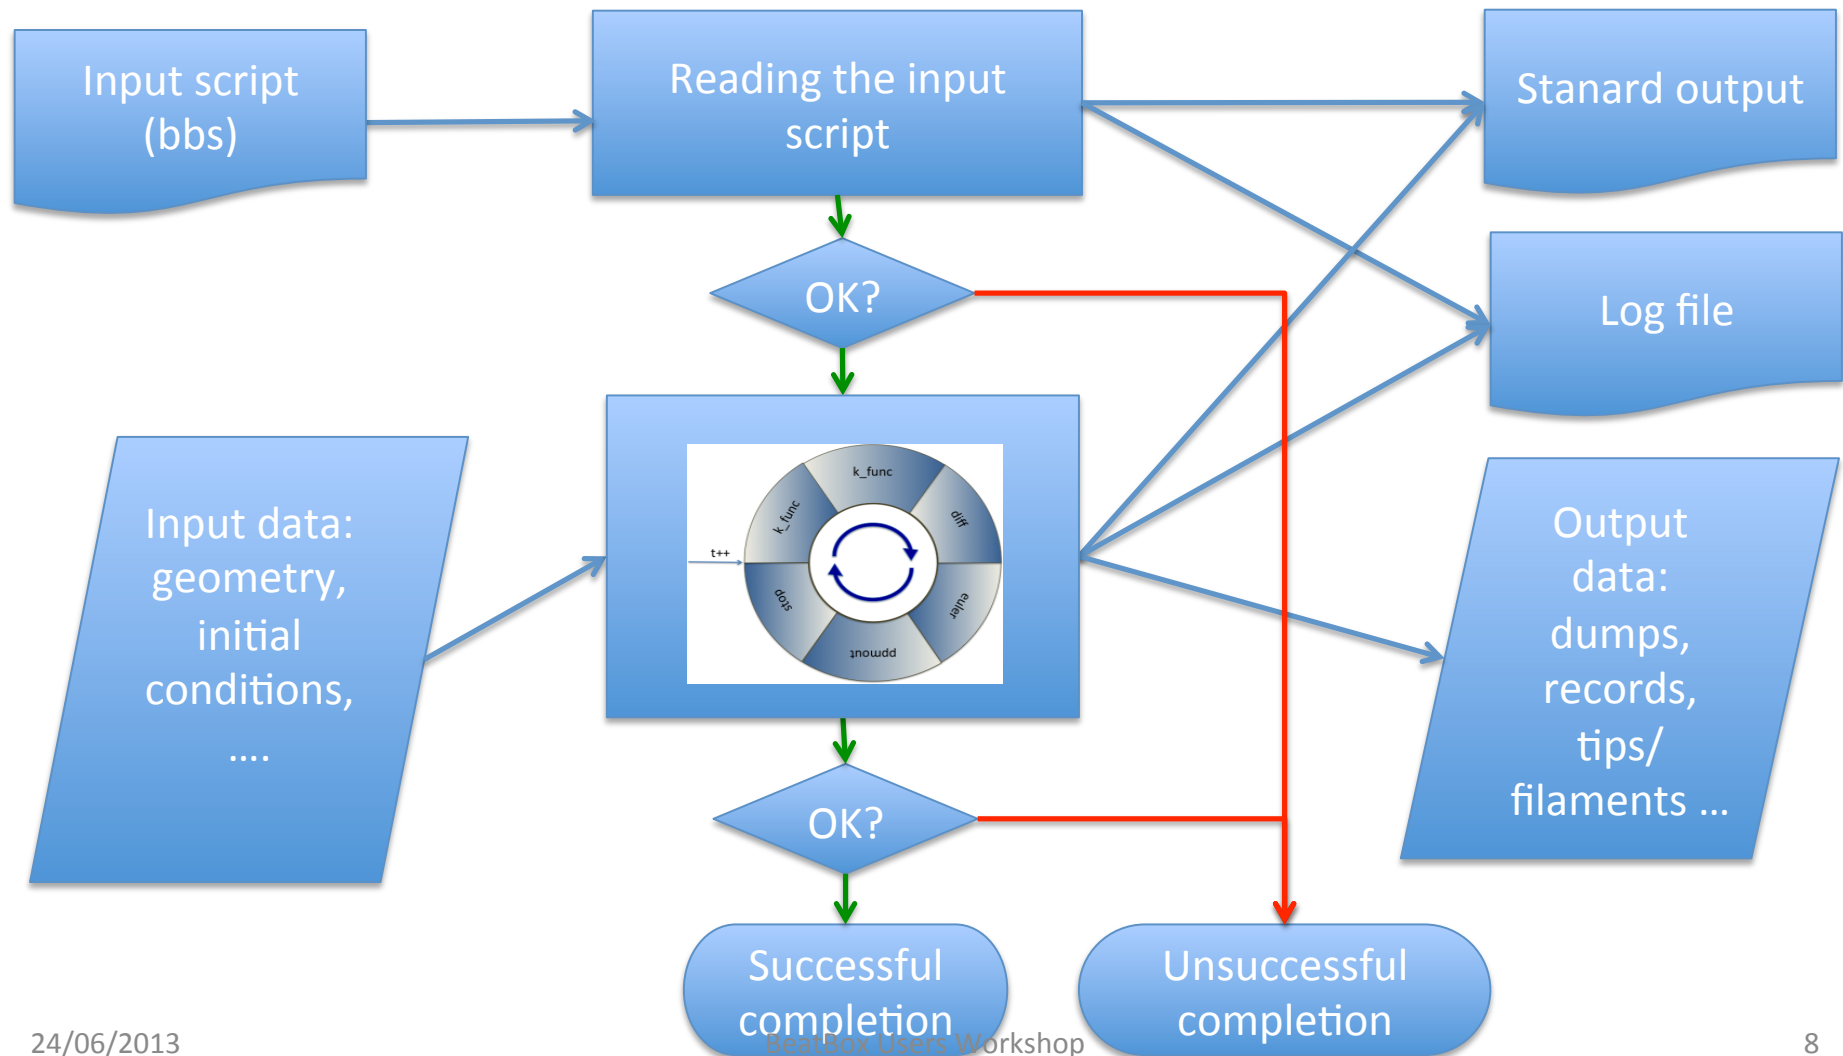 Input script
(bbs)
Reading the input
script
Stanard output
OK?
Log file
Input data:
geometry,
initial
conditions,
....
t++
k_func
k_func
diff
euler
ppmout
stop
Output
data:
dumps,
records,
tips/
filaments ...
OK?
Successful
completion
Unsuccessful
completion
24/06/2013
BeatBox Users Workshop
8